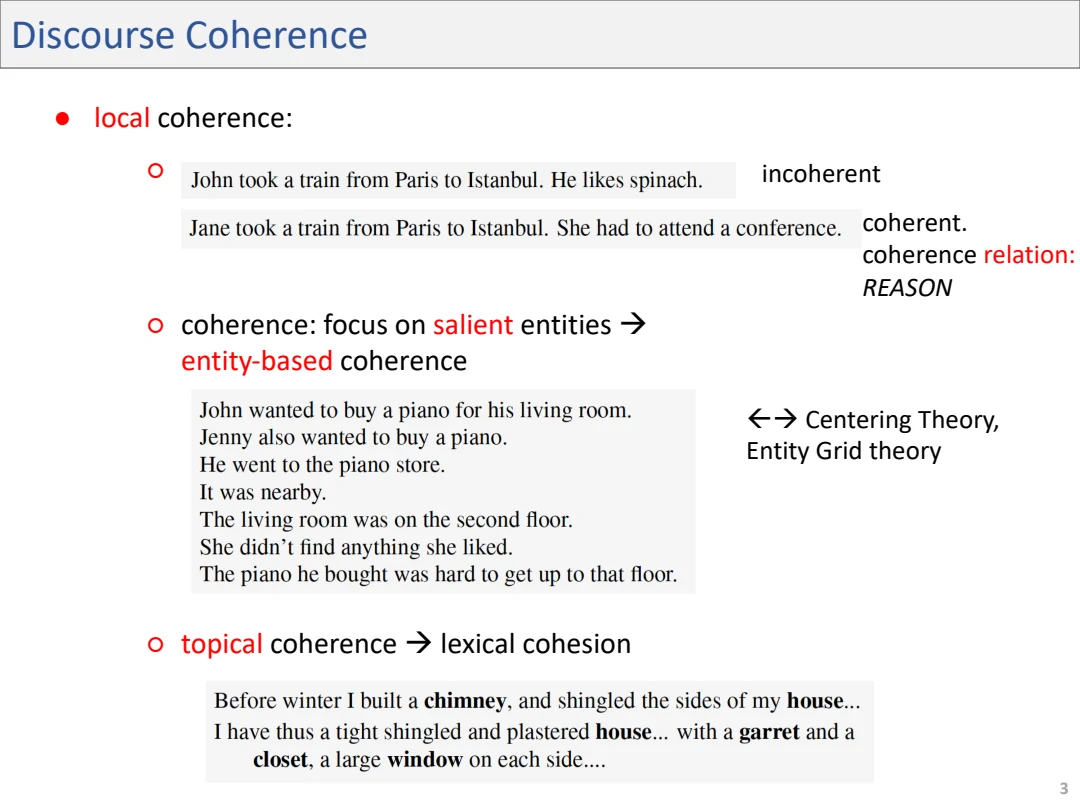 Discourse Coherence
● local coherence:
○ John took a train from Paris to Istanbul. He likes spinach. incoherent
Jane took a train from Paris to Istanbul. She had to attend a conference. coherent.
coherence relation:
REASON
○ coherence: focus on salient entities →
entity-based coherence
John wanted to buy a piano for his living room.
Jenny also wanted to buy a piano.
He went to the piano store.
It was nearby.
The living room was on the second floor.
She didn’t find anything she liked.
The piano he bought was hard to get up to that floor.
←→ Centering Theory,
Entity Grid theory
○ topical coherence → lexical cohesion
Before winter I built a chimney, and shingled the sides of my house...
I have thus a tight shingled and plastered house... with a garret and a
closet, a large window on each side....
3